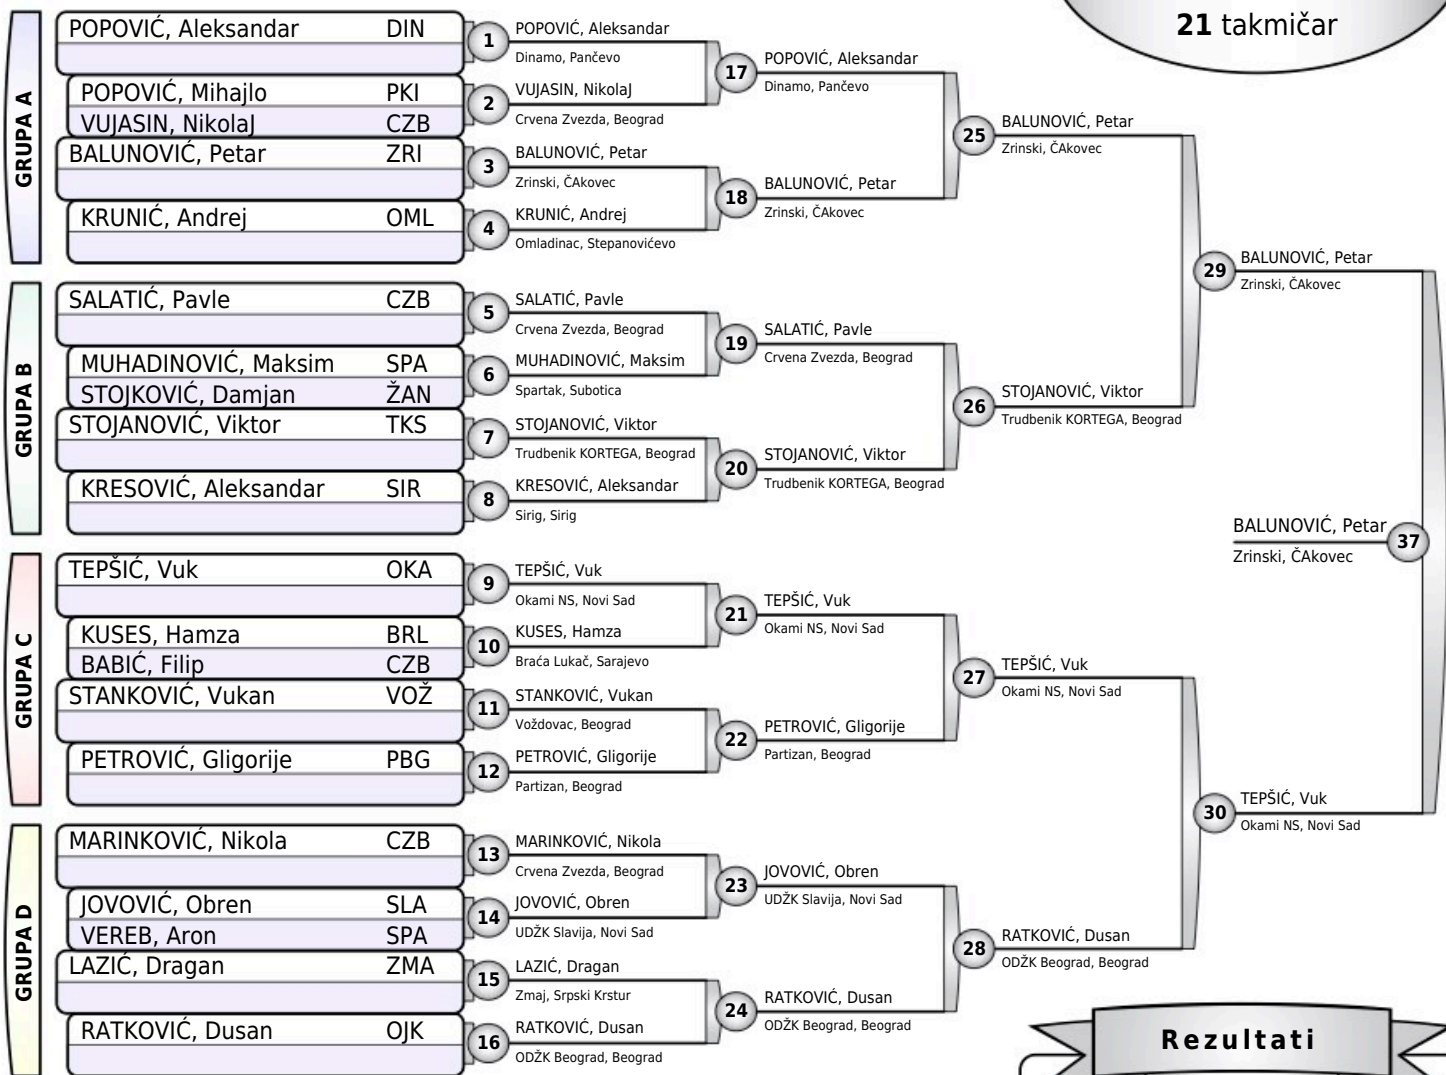 21 takmičar
GRUPA A
POPOVIĆ, Aleksandar DIN
POPOVIĆ, Mihajlo PKI
VUJASIN, NikolaJ CZB
BALUNOVIĆ, Petar ZRI
KRUNIĆ, Andrej OML
GRUPA B
SALATIĆ, Pavle CZB
MUHADINOVIĆ, Maksim SPA
STOJKOVIĆ, Damjan ŽAN
STOJANOVIĆ, Viktor TKS
KRESOVIĆ, Aleksandar SIR
GRUPA C
TEPŠIĆ, Vuk OKA
KUSES, Hamza BRL
BABIĆ, Filip CZB
STANKOVIĆ, Vukan VOŽ
PETROVIĆ, Gligorije PBG
GRUPA D
MARINKOVIĆ, Nikola CZB
JOVOVIĆ, Obren SLA
VEREB, Aron SPA
LAZIĆ, Dragan ZMA
RATKOVIĆ, Dusan OJK
1
POPOVIĆ, Aleksandar
Dinamo, Pančevo
2
VUJASIN, NikolaJ
Crvena Zvezda, Beograd
3
BALUNOVIĆ, Petar
Zrinski, ČAkovec
4
KRUNIĆ, Andrej
Omladinac, Stepanovićevo
5
SALATIĆ, Pavle
Crvena Zvezda, Beograd
6
MUHADINOVIĆ, Maksim
Spartak, Subotica
7
STOJANOVIĆ, Viktor
Trudbenik KORTEGA, Beograd
8
KRESOVIĆ, Aleksandar
Sirig, Sirig
9
TEPŠIĆ, Vuk
Okami NS, Novi Sad
10
KUSES, Hamza
Braća Lukač, Sarajevo
11
STANKOVIĆ, Vukan
Voždovac, Beograd
12
PETROVIĆ, Gligorije
Partizan, Beograd
13
MARINKOVIĆ, Nikola
Crvena Zvezda, Beograd
14
JOVOVIĆ, Obren
UDŽK Slavija, Novi Sad
15
LAZIĆ, Dragan
Zmaj, Srpski Krstur
16
RATKOVIĆ, Dusan
ODŽK Beograd, Beograd
17
POPOVIĆ, Aleksandar
Dinamo, Pančevo
18
BALUNOVIĆ, Petar
Zrinski, ČAkovec
19
SALATIĆ, Pavle
Crvena Zvezda, Beograd
20
STOJANOVIĆ, Viktor
Trudbenik KORTEGA, Beograd
21
TEPŠIĆ, Vuk
Okami NS, Novi Sad
22
PETROVIĆ, Gligorije
Partizan, Beograd
23
JOVOVIĆ, Obren
UDŽK Slavija, Novi Sad
24
RATKOVIĆ, Dusan
ODŽK Beograd, Beograd
25
BALUNOVIĆ, Petar
Zrinski, ČAkovec
26
STOJANOVIĆ, Viktor
Trudbenik KORTEGA, Beograd
27
TEPŠIĆ, Vuk
Okami NS, Novi Sad
28
RATKOVIĆ, Dusan
ODŽK Beograd, Beograd
29
BALUNOVIĆ, Petar
Zrinski, ČAkovec
30
TEPŠIĆ, Vuk
Okami NS, Novi Sad
BALUNOVIĆ, Petar
37
Zrinski, ČAkovec
Rezultati